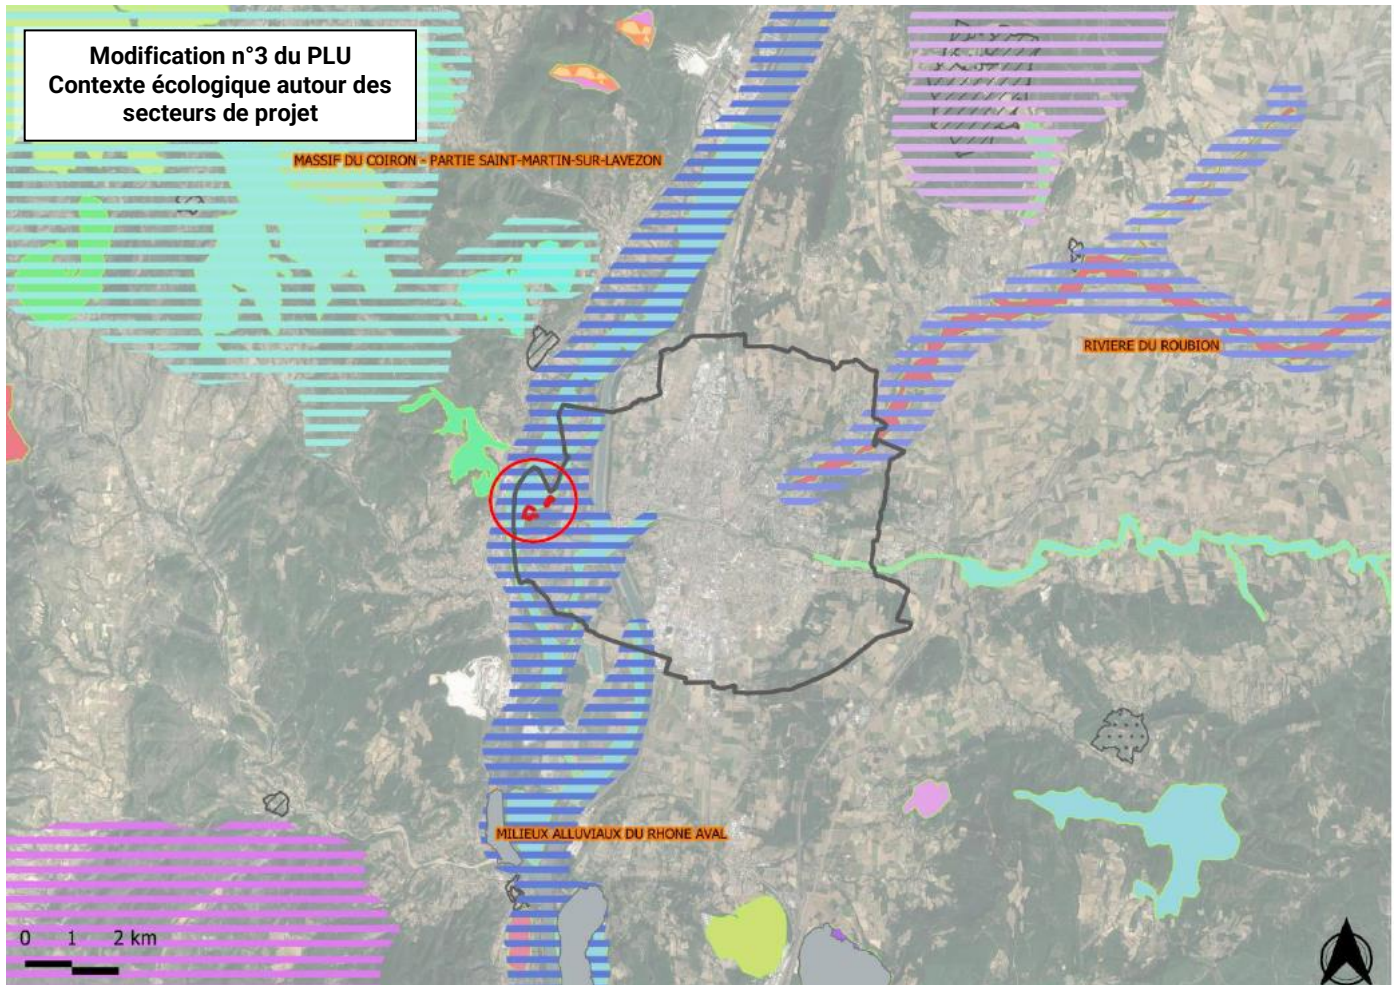 Modification n°3 du PLU
Contexte écologique autour des
secteurs de projet
MASSIF DU COIRON - PARTIE SAINT-MARTIN-SUR-LAVEZON
RIVIERE DU ROUBION
MILIEUX ALLUVIAUX DU RHONE AVAL
0 1 2 km